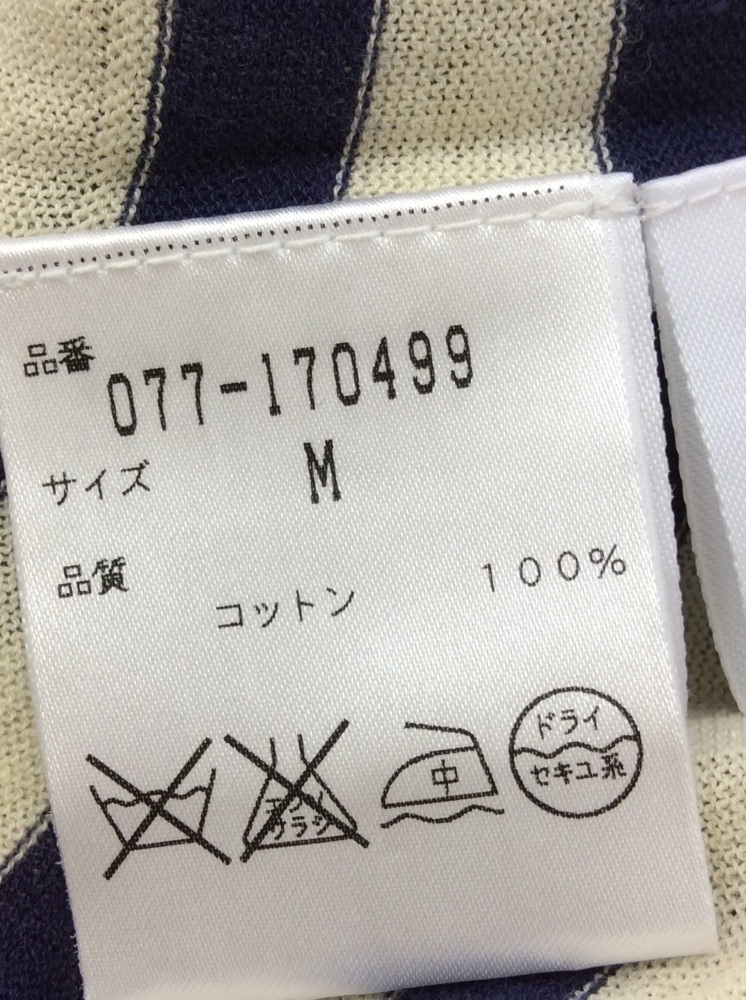 品番
077-170499
サイズ M
品質
コットン 100%
エンソ
サラシ
中
ドライ
セキユ系